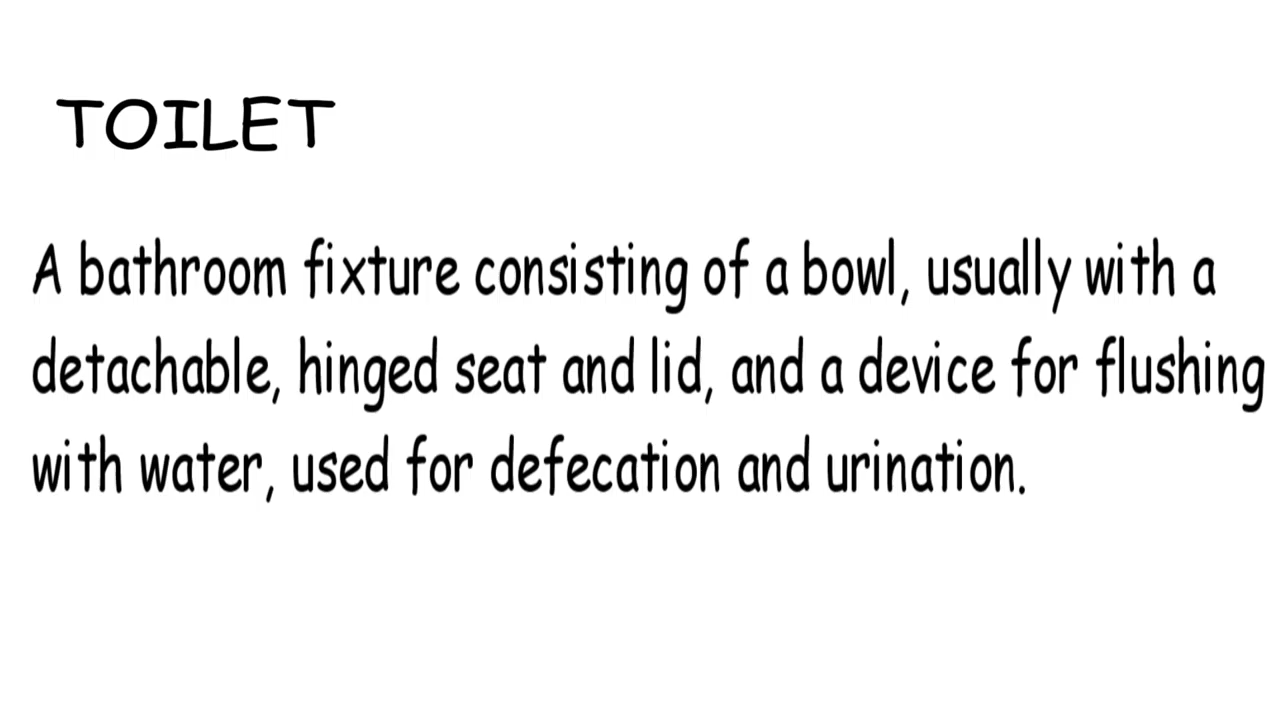 TOILET
A bathroom fixture consisting of a bowl, usually with a
detachable, hinged seat and lid, and a device for flushing
with water, used for defecation and urination.